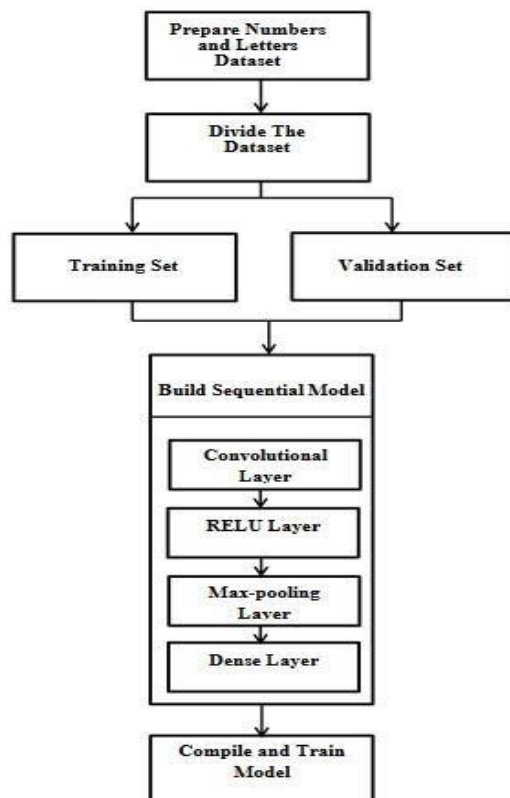 Prepare Numbers
and Letters
Dataset
Divide The
Dataset
Training Set
Validation Set
Build Sequential Model
Convolutional
Layer
RELU Layer
Max-pooling
Layer
Dense Layer
Compile and Train
Model